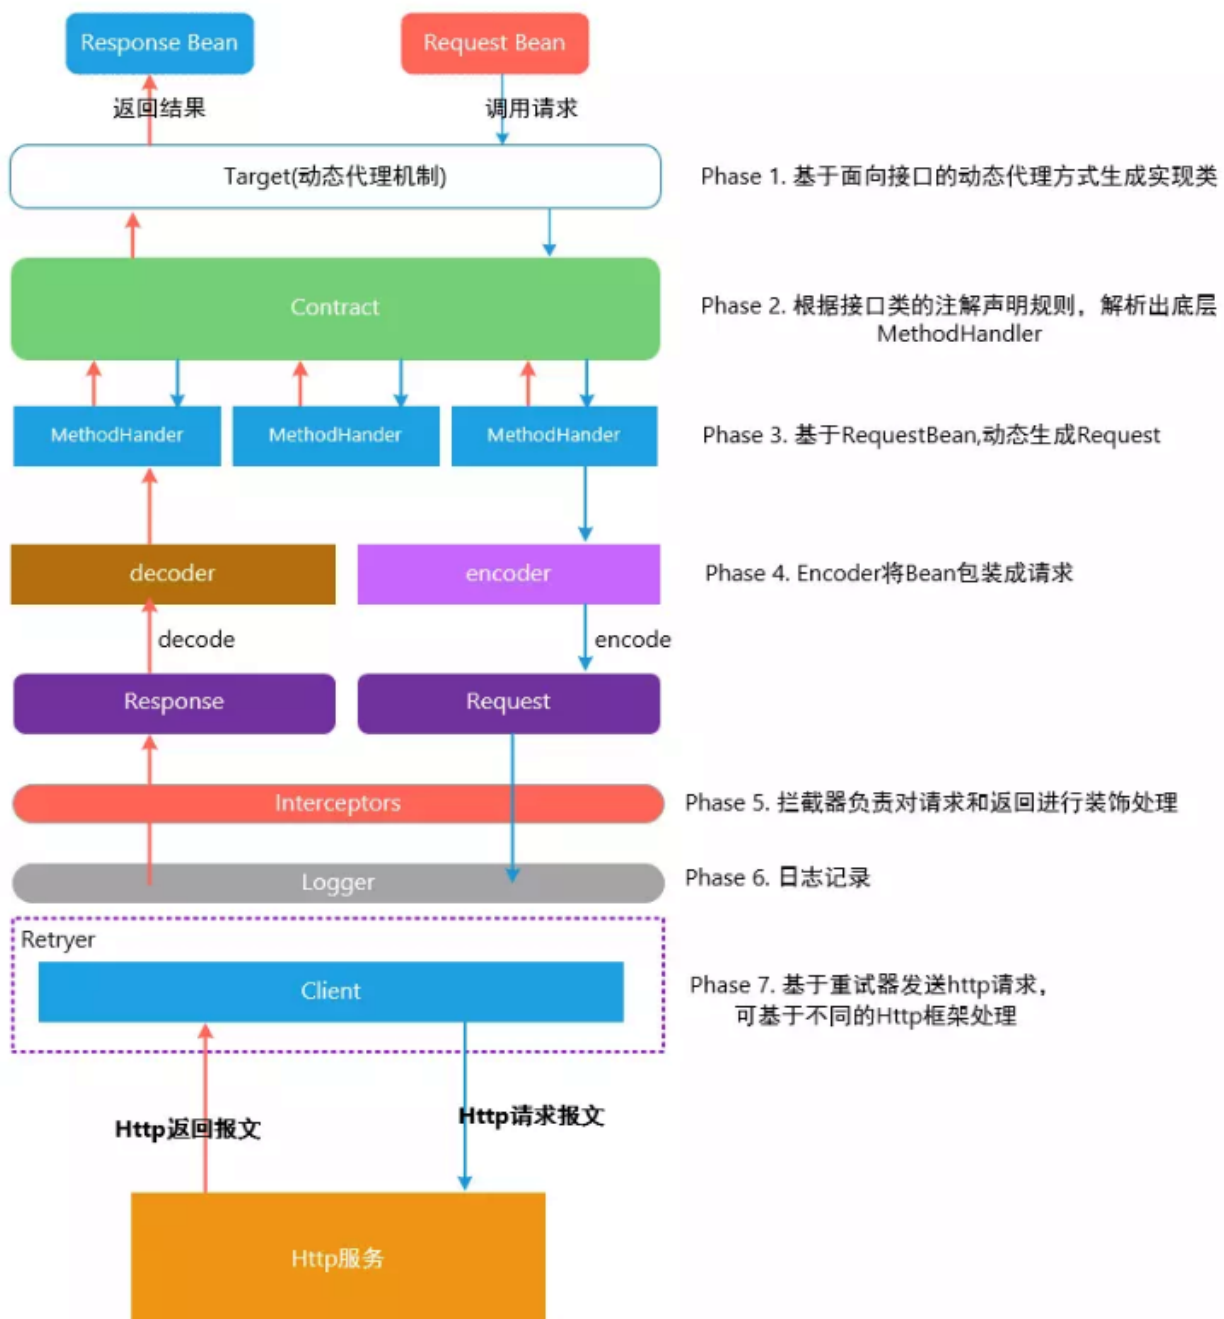 Response Bean
Request Bean
返回结果
调用请求
Target(动态代理机制)
Phase 1. 基于面向接口的动态代理方式生成实现类
Contract
Phase 2. 根据接口类的注解声明规则，解析出底层
MethodHandler
MethodHander
MethodHander
MethodHander
Phase 3. 基于RequestBean,动态生成Request
decoder
encoder
Phase 4. Encoder将Bean包装成请求
decode
encode
Response
Request
Interceptors
Phase 5. 拦截器负责对请求和返回进行装饰处理
Logger
Phase 6. 日志记录
Retryer
Client
Phase 7. 基于重试器发送http请求，
可基于不同的Http框架处理
Http返回报文
Http请求报文
Http服务